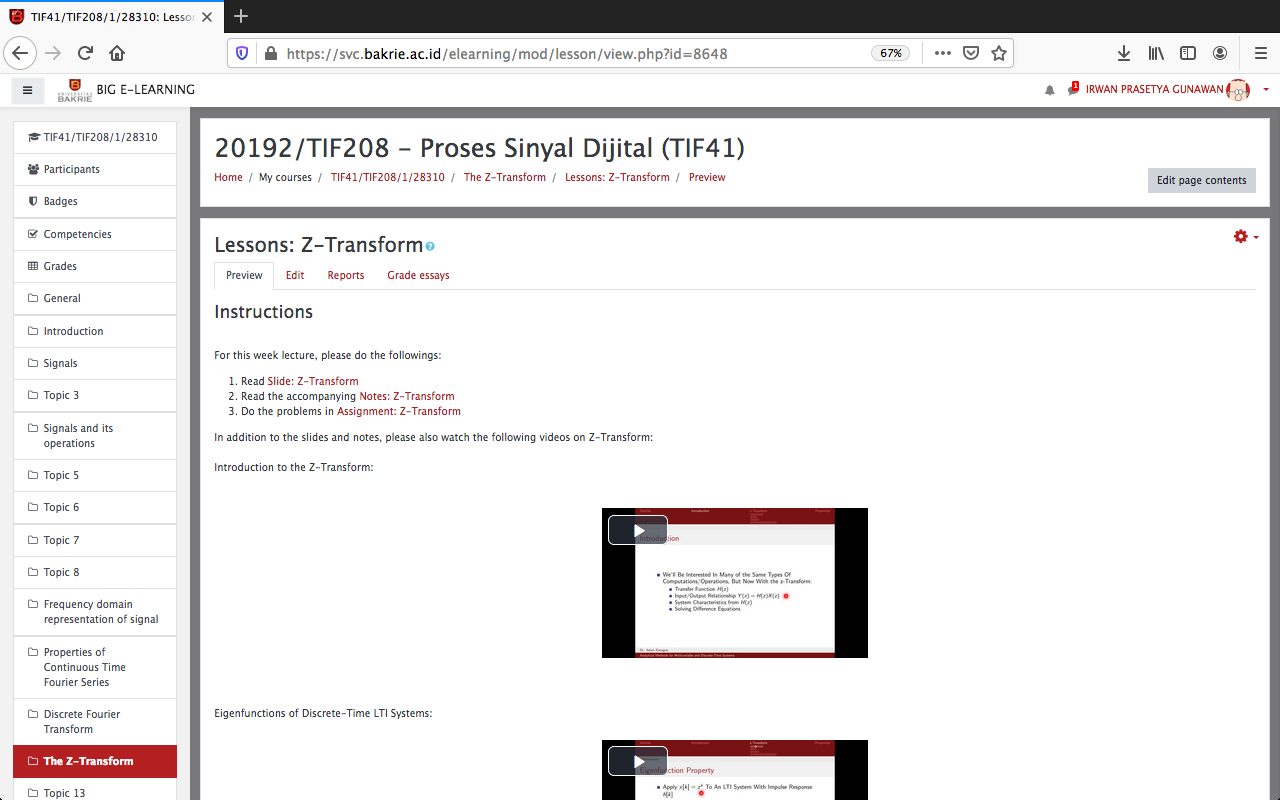 TIF41/TIF208/1/28310: Lesso
https://svc.bakrie.ac.id/elearning/mod/lesson/view.php?id=8648
67%
UNIVERSITAS
BAKRIE
BIG E-LEARNING
1
IRWAN PRASETYA GUNAWAN
TIF41/TIF208/1/28310
Participants
Badges
Competencies
Grades
General
Introduction
Signals
Topic 3
Signals and its
operations
Topic 5
Topic 6
Topic 7
Topic 8
Frequency domain
representation of signal
Properties of
Continuous Time
Fourier Series
Discrete Fourier
Transform
The Z-Transform
Topic 13
20192/TIF208 - Proses Sinyal Dijital (TIF41)
Home / My courses / TIF41/TIF208/1/28310 / The Z-Transform / Lessons: Z-Transform / Preview
Edit page contents
Lessons: Z-Transform
Preview Edit Reports Grade essays
Instructions
For this week lecture, please do the followings:
1. Read Slide: Z-Transform
2. Read the accompanying Notes: Z-Transform
3. Do the problems in Assignment: Z-Transform
In addition to the slides and notes, please also watch the following videos on Z-Transform:
Introduction to the Z-Transform:
Introduction
We'll Be Interested In Many of the Same Types Of
Computations/Operations, But Now With the z-Transform:
Transfer Function H(z)
Input/Output Relationship Y(z) = H(z)X(z)
System Characteristics from H(z)
Solving Difference Equations
Eigenfunctions of Discrete-Time LTI Systems:
Eigenfunction Property
Apply x[k] = z^k To An LTI System With Impulse Response
h[k]